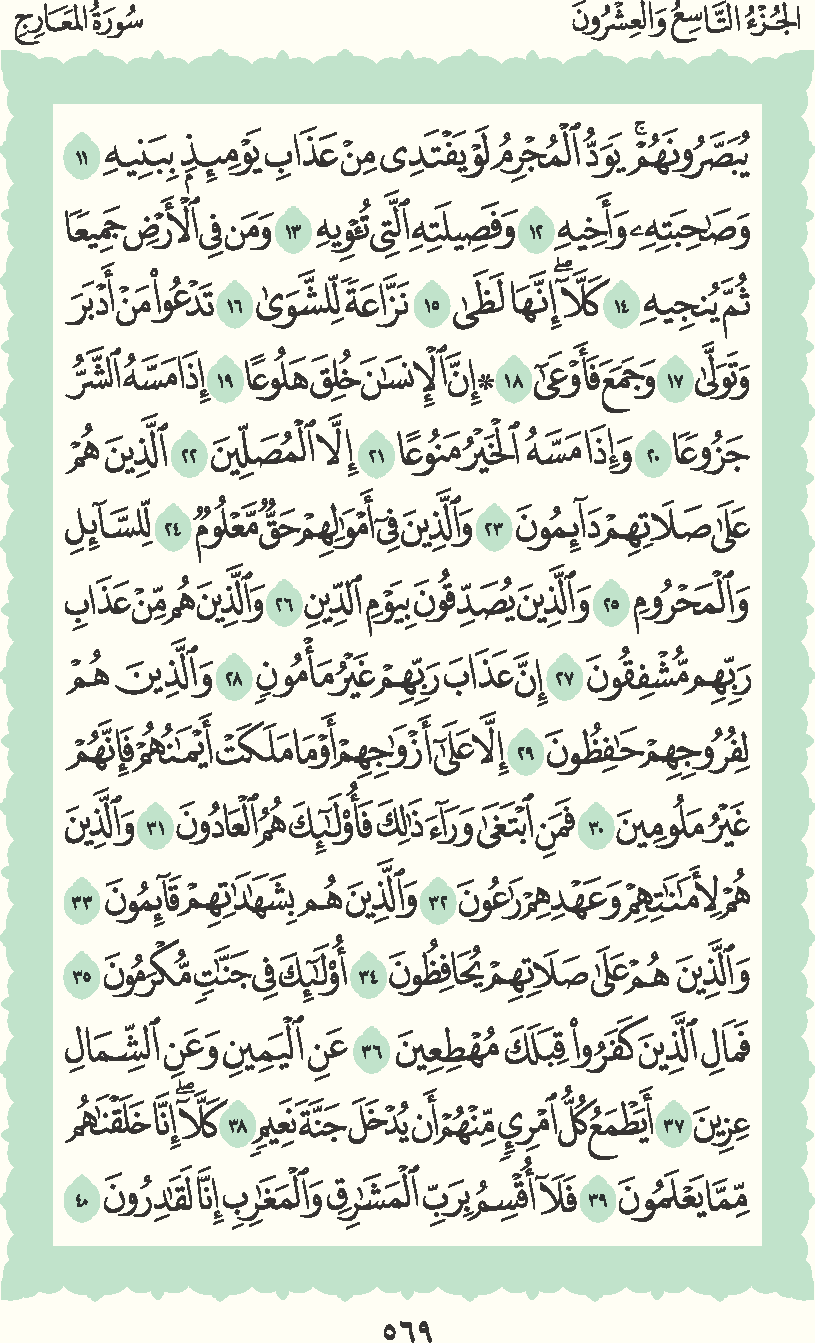 الجُزْءُ التَّاسِعُ وَالعِشْرُونَ
سُورَةُ المَعَارِجِ
يُبَصَّرُونَهُمْۚ يَوَدُّ ٱلْمُجْرِمُ لَوْ يَفْتَدِى مِنْ عَذَابِ يَوْمِئِذٍۭ بِبَنِيهِ ١١
وَصَٰحِبَتِهِۦ وَأَخِيهِ ١٢ وَفَصِيلَتِهِ ٱلَّتِى تُـْٔوِيهِ ١٣ وَمَن فِى ٱلْأَرْضِ جَمِيعًا
ثُمَّ يُنجِيهِ ١٤ كَلَّآۖ إِنَّهَا لَظَىٰ ١٥ نَزَّاعَةً لِّلشَّوَىٰ ١٦ تَدْعُوا۟ مَنْ أَدْبَرَ
وَتَوَلَّىٰ ١٧ وَجَمَعَ فَأَوْعَىٰٓ ١٨ ۞إِنَّ ٱلْإِنسَٰنَ خُلِقَ هَلُوعًا ١٩ إِذَا مَسَّهُ ٱلشَّرُّ
جَزُوعًا ٢٠ وَإِذَا مَسَّهُ ٱلْخَيْرُ مَنُوعًا ٢١ إِلَّا ٱلْمُصَلِّينَ ٢٢ ٱلَّذِينَ هُمْ
عَلَىٰ صَلَاتِهِمْ دَآئِمُونَ ٢٣ وَٱلَّذِينَ فِىٓ أَمْوَٰلِهِمْ حَقٌّ مَّعْلُومٌ ٢٤ لِّلسَّآئِلِ
وَٱلْمَحْرُومِ ٢٥ وَٱلَّذِينَ يُصَدِّقُونَ بِيَوْمِ ٱلدِّينِ ٢٦ وَٱلَّذِينَ هُم مِّنْ عَذَابِ
رَبِّهِم مُّشْفِقُونَ ٢٧ إِنَّ عَذَابَ رَبِّهِمْ غَيْرُ مَأْمُونٍ ٢٨ وَٱلَّذِينَ هُمْ
لِفُرُوجِهِمْ حَٰفِظُونَ ٢٩ إِلَّا عَلَىٰٓ أَزْوَٰجِهِمْ أَوْ مَا مَلَكَتْ أَيْمَٰنُهُمْ فَإِنَّهُمْ
غَيْرُ مَلُومِينَ ٣٠ فَمَنِ ٱبْتَغَىٰ وَرَآءَ ذَٰلِكَ فَأُو۟لَٰٓئِكَ هُمُ ٱلْعَادُونَ ٣١ وَٱلَّذِينَ
هُمْ لِأَمَٰنَٰتِهِمْ وَعَهْدِهِمْ رَٰعُونَ ٣٢ وَٱلَّذِينَ هُم بِشَهَٰدَٰتِهِمْ قَآئِمُونَ ٣٣
وَٱلَّذِينَ هُمْ عَلَىٰ صَلَاتِهِمْ يُحَافِظُونَ ٣٤ أُو۟لَٰٓئِكَ فِى جَنَّٰتٍ مُّكْرَمُونَ ٣٥
فَمَالِ ٱلَّذِينَ كَفَرُوا۟ قِبَلَكَ مُهْطِعِينَ ٣٦ عَنِ ٱلْيَمِينِ وَعَنِ ٱلشِّمَالِ
عِزِينَ ٣٧ أَيَطْمَعُ كُلُّ ٱمْرِئٍ مِّنْهُمْ أَن يُدْخَلَ جَنَّةَ نَعِيمٍ ٣٨ كَلَّآۖ إِنَّا خَلَقْنَٰهُم
مِّمَّا يَعْلَمُونَ ٣٩ فَلَآ أُقْسِمُ بِرَبِّ ٱلْمَشَٰرِقِ وَٱلْمَغَٰرِبِ إِنَّا لَقَٰدِرُونَ ٤٠
٥٦٩